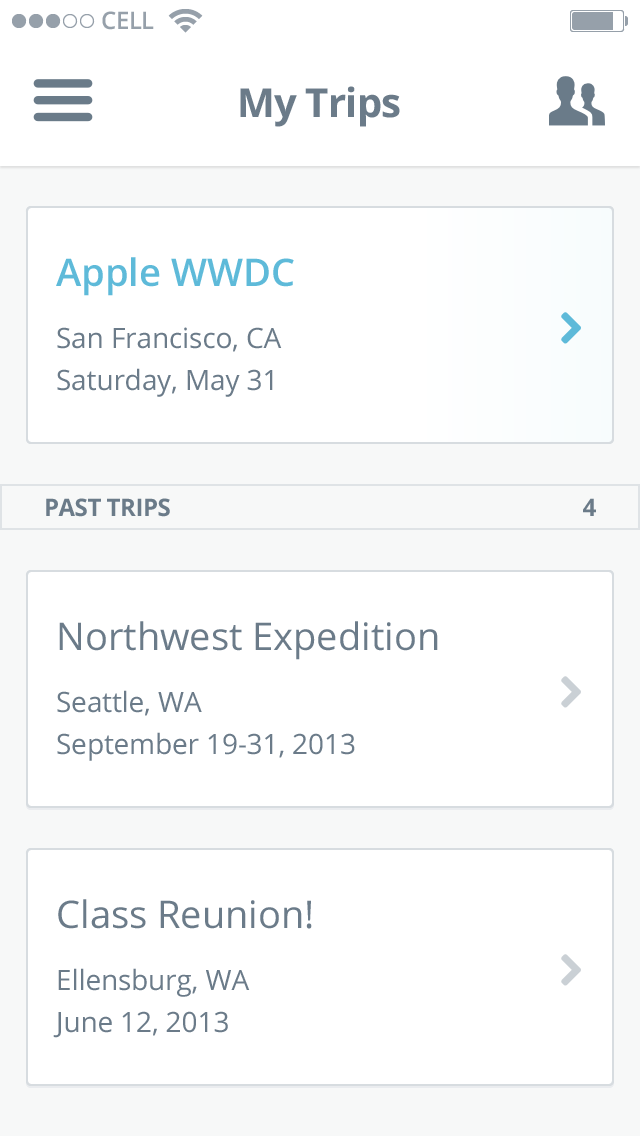 CELL
My Trips
Apple WWDC
San Francisco, CA
Saturday, May 31
PAST TRIPS 4
Northwest Expedition
Seattle, WA
September 19-31, 2013
Class Reunion!
Ellensburg, WA
June 12, 2013